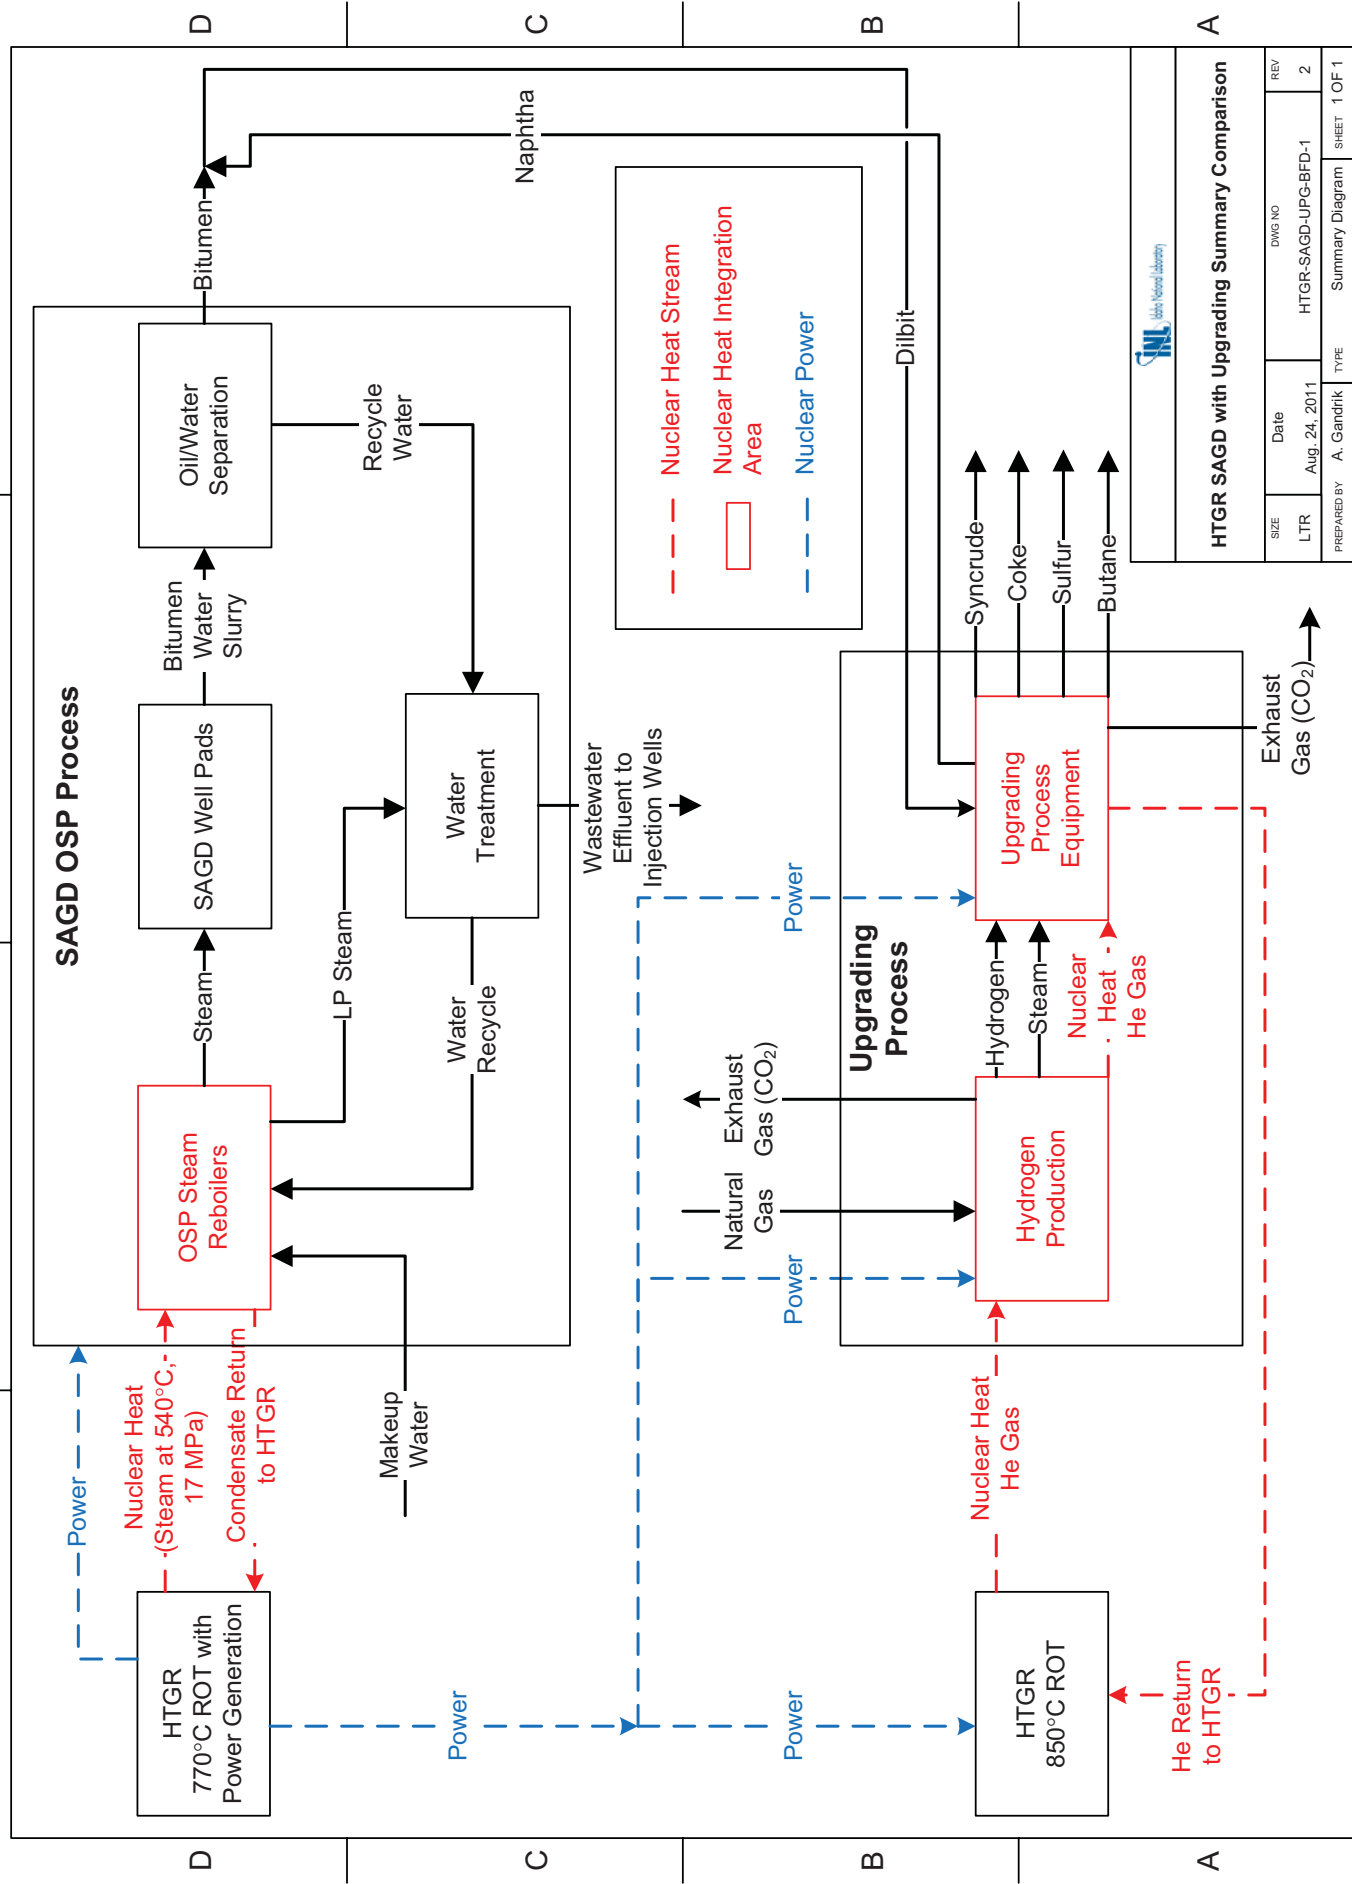 D
C
B
A
SAGD OSP Process
Power
HTGR
770°C ROT with
Power Generation
Nuclear Heat
(Steam at 540°C,
17 MPa)
Condensate Return
to HTGR
OSP Steam
Reboilers
Steam
SAGD Well Pads
Bitumen
Water
Slurry
Oil/Water
Separation
Bitumen
Makeup
Water
LP Steam
Water
Recycle
Water
Treatment
Recycle
Water
Naphtha
Wastewater
Effluent to
Injection Wells
Nuclear Heat Stream
Nuclear Heat Integration
Area
Nuclear Power
Power
Power
Power
Power
Natural
Gas
Exhaust
Gas (CO₂)
Upgrading
Process
Dilbit
HTGR
850°C ROT
Nuclear Heat
He Gas
Hydrogen
Production
Hydrogen
Steam
Nuclear
Heat
He Gas
Upgrading
Process
Equipment
Syncrude
Coke
Sulfur
Butane
He Return
to HTGR
Exhaust
Gas (CO₂)
INL Idaho National Laboratory
HTGR SAGD with Upgrading Summary Comparison
SIZE
LTR
Date
Aug. 24, 2011
DWG NO
HTGR-SAGD-UPG-BFD-1
REV
2
PREPARED BY A. Gandrik
TYPE Summary Diagram
SHEET 1 OF 1
D
C
B
A